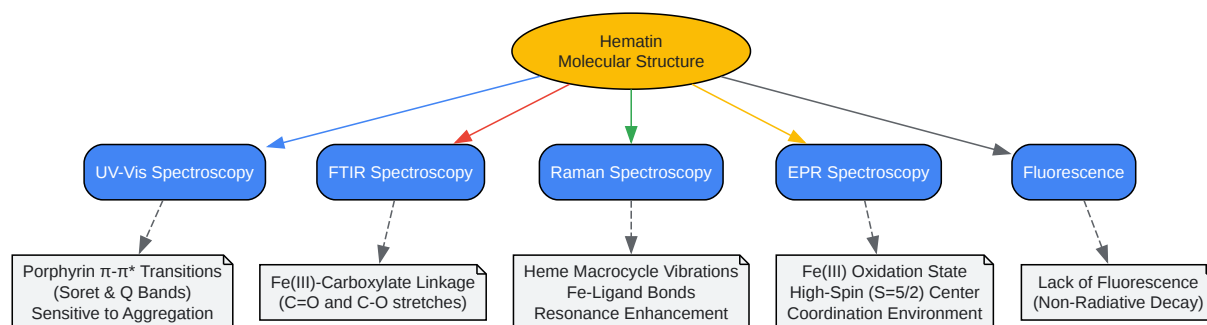 Hematin
Molecular Structure
UV-Vis Spectroscopy
FTIR Spectroscopy
Raman Spectroscopy
EPR Spectroscopy
Fluorescence
Porphyrin π-π* Transitions
(Soret & Q Bands)
Sensitive to Aggregation
Fe(III)-Carboxylate Linkage
(C=O and C-O stretches)
Heme Macrocycle Vibrations
Fe-Ligand Bonds
Resonance Enhancement
Fe(III) Oxidation State
High-Spin (S=5/2) Center
Coordination Environment
Lack of Fluorescence
(Non-Radiative Decay)